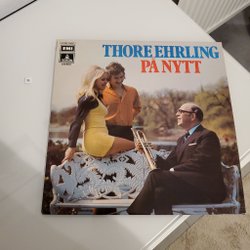 EMI
THORE EHRLING
PÅ NYTT